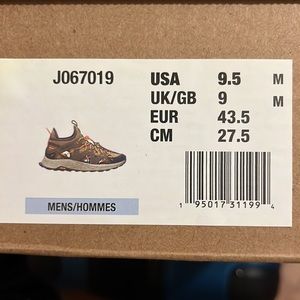 J067019
USA 9.5 M
UK/GB 9 M
EUR 43.5
CM 27.5
MENS/HOMMES
1 95017 31199 4